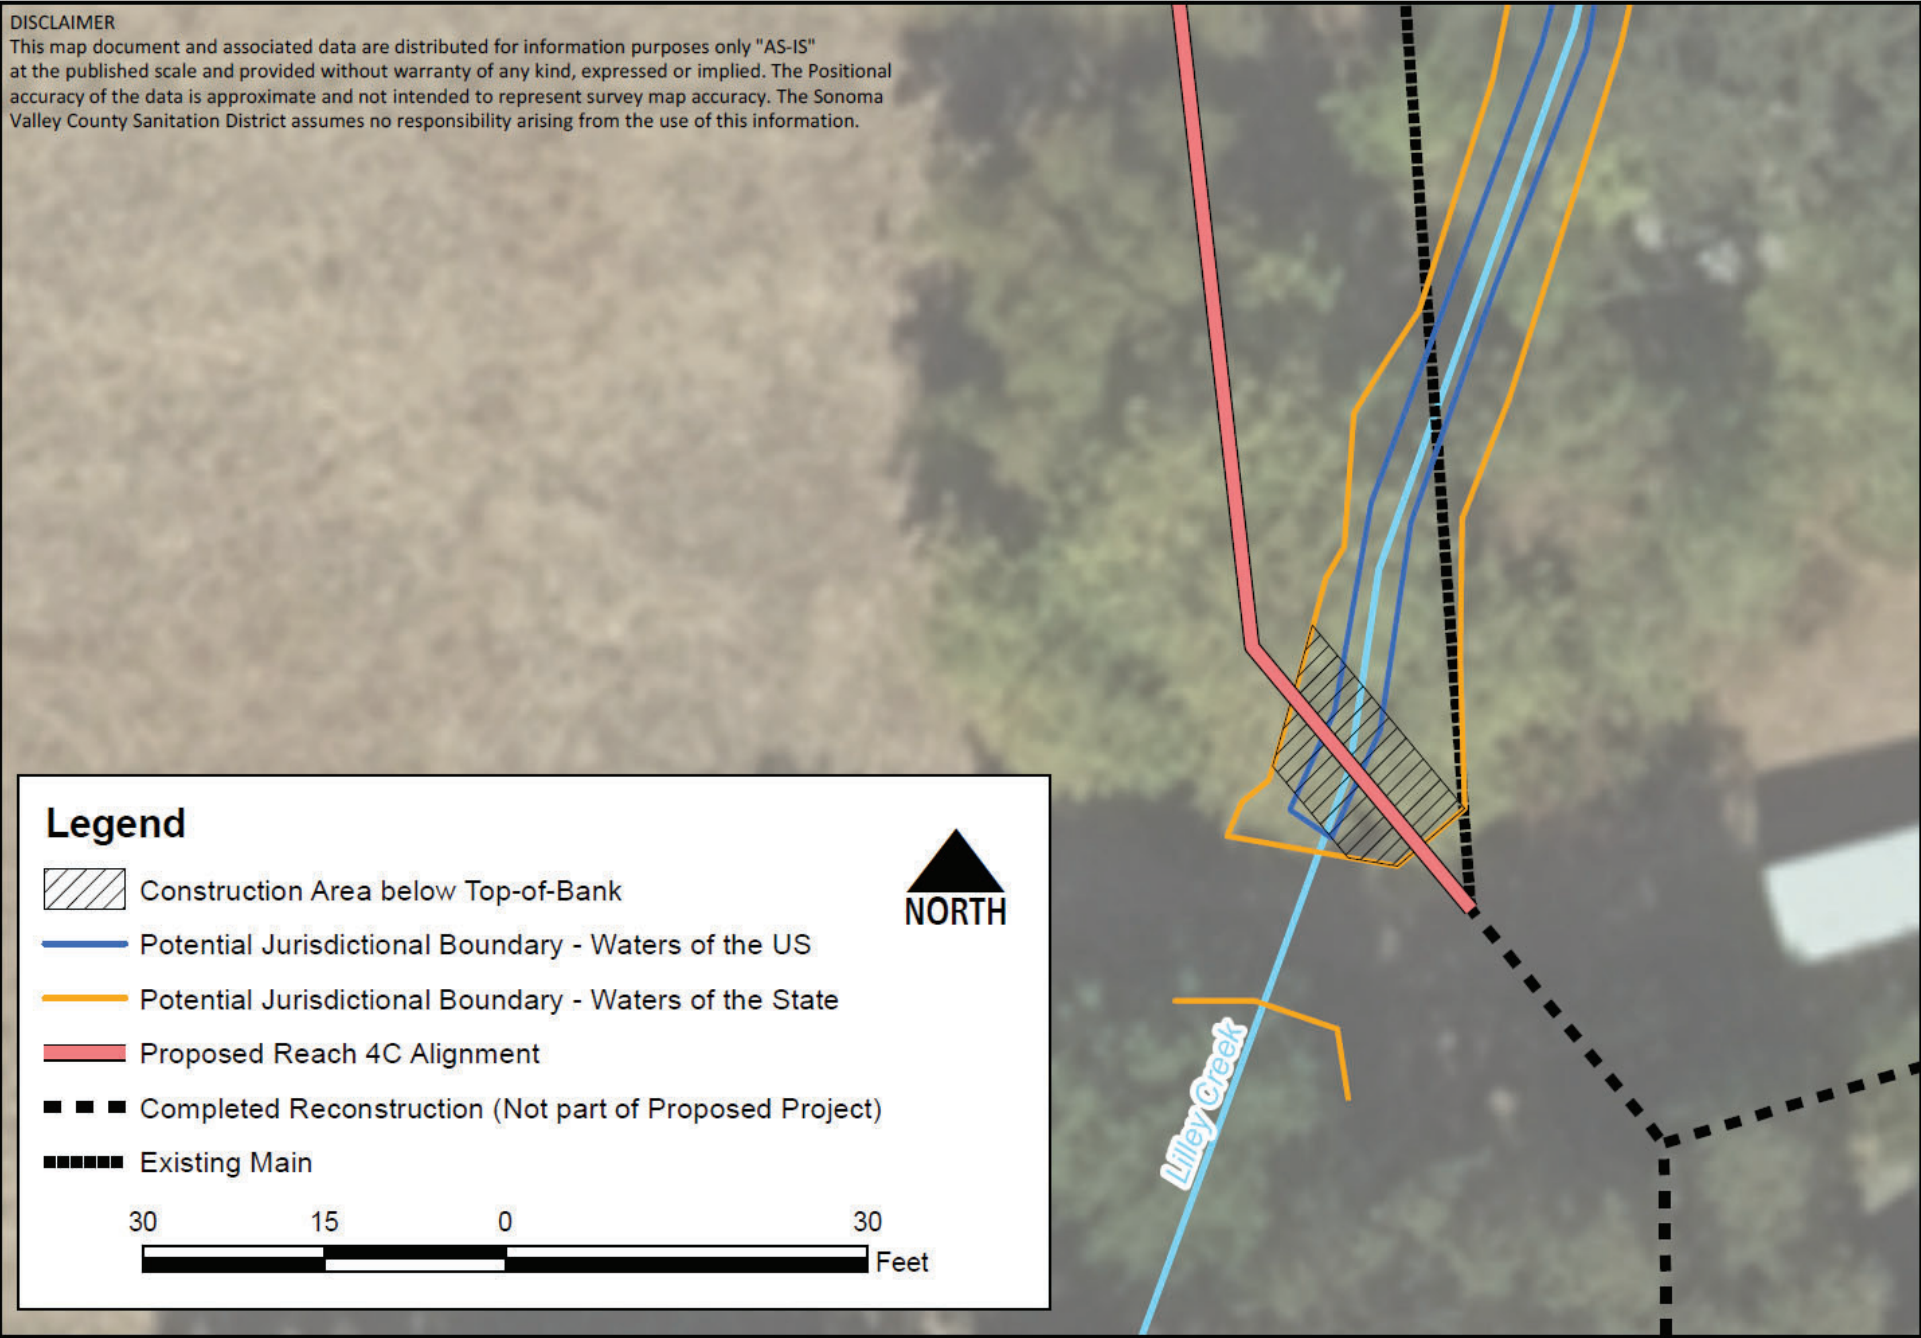 DISCLAIMER
This map document and associated data are distributed for information purposes only "AS-IS"
at the published scale and provided without warranty of any kind, expressed or implied. The Positional
accuracy of the data is approximate and not intended to represent survey map accuracy. The Sonoma
Valley County Sanitation District assumes no responsibility arising from the use of this information.
Legend
NORTH
Construction Area below Top-of-Bank
Potential Jurisdictional Boundary - Waters of the US
Potential Jurisdictional Boundary - Waters of the State
Proposed Reach 4C Alignment
Completed Reconstruction (Not part of Proposed Project)
Existing Main
30 15 0 30
Feet
Lilley Creek